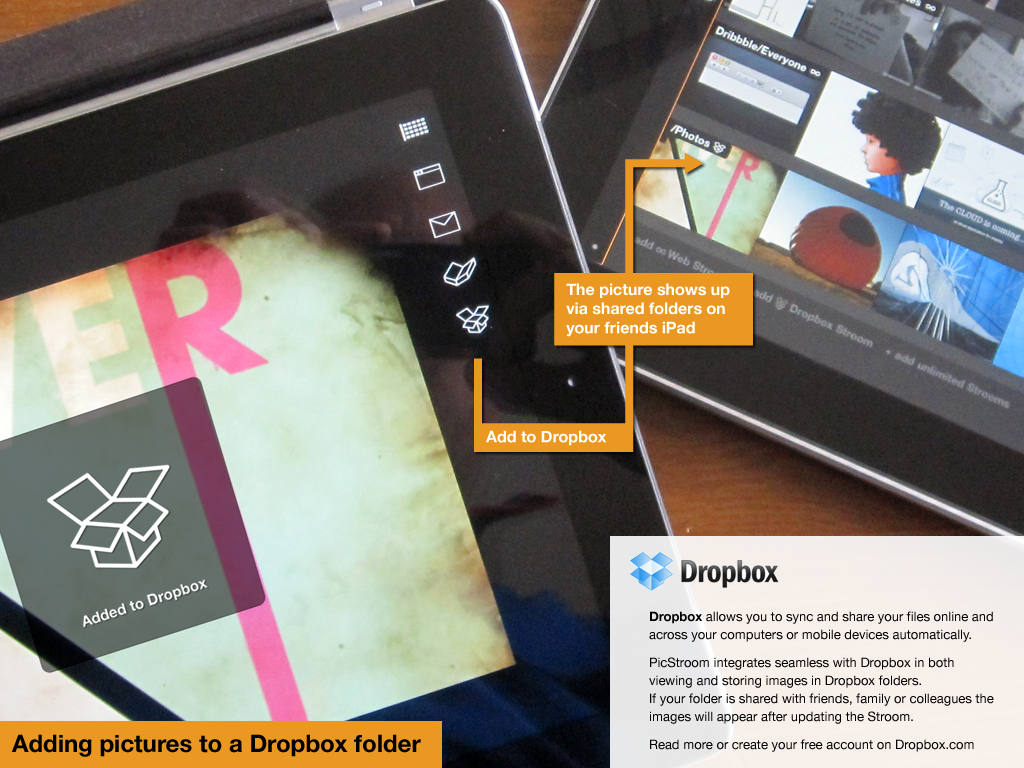 Dribbble/Everyone
/Photos
The CLOUD is coming...
add Web Stroo
add Dropbox Stroom
+ add unlimited Strooms
ER
The picture shows up
via shared folders on
your friends iPad
Add to Dropbox
Added to Dropbox
Dropbox
Dropbox allows you to sync and share your files online and
across your computers or mobile devices automatically.
PicStroom integrates seamless with Dropbox in both
viewing and storing images in Dropbox folders.
If your folder is shared with friends, family or colleagues the
images will appear after updating the Stroom.
Read more or create your free account on Dropbox.com
Adding pictures to a Dropbox folder